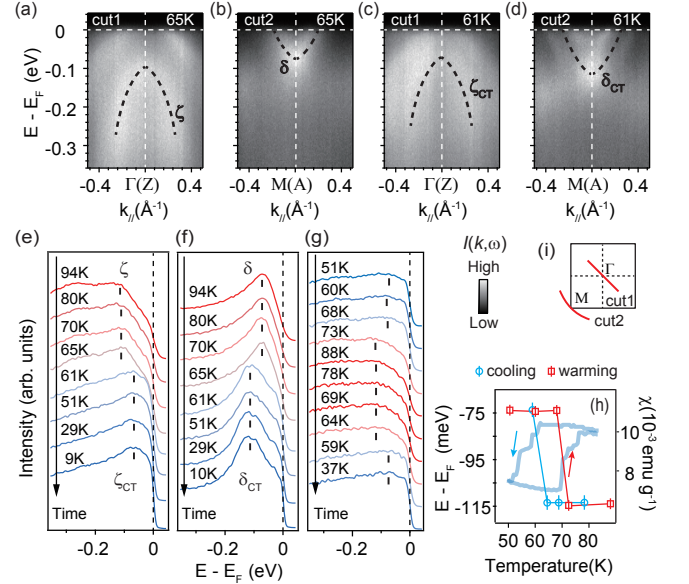 (a) (b) (c) (d)
cut1 65K cut2 65K cut1 61K cut2 61K
0
-0.1
-0.2
-0.3
E - E_F (eV)
ζ δ ζ_CT δ_CT
-0.4 Γ(Z) 0.4 -0.4 M(A) 0.4 -0.4 Γ(Z) 0.4 -0.4 M(A) 0.4
k_//(Å⁻¹) k_//(Å⁻¹) k_//(Å⁻¹) k_//(Å⁻¹)
(e)
ζ
94K
80K
70K
65K
61K
51K
29K
9K
ζ_CT
Time
-0.2 0
Intensity (arb. units)
(f)
δ
94K
80K
70K
65K
61K
51K
29K
10K
δ_CT
Time
-0.2 0
E - E_F (eV)
(g)
51K
60K
68K
73K
88K
78K
69K
64K
59K
37K
Time
-0.2 0
I(k,ω)
High
Low
(i)
Γ
M
cut1
cut2
cooling warming
(h)
-75
-95
-115
E - E_F (meV)
10
8
χ(10⁻³ emu g⁻¹)
50 60 70 80
Temperature(K)